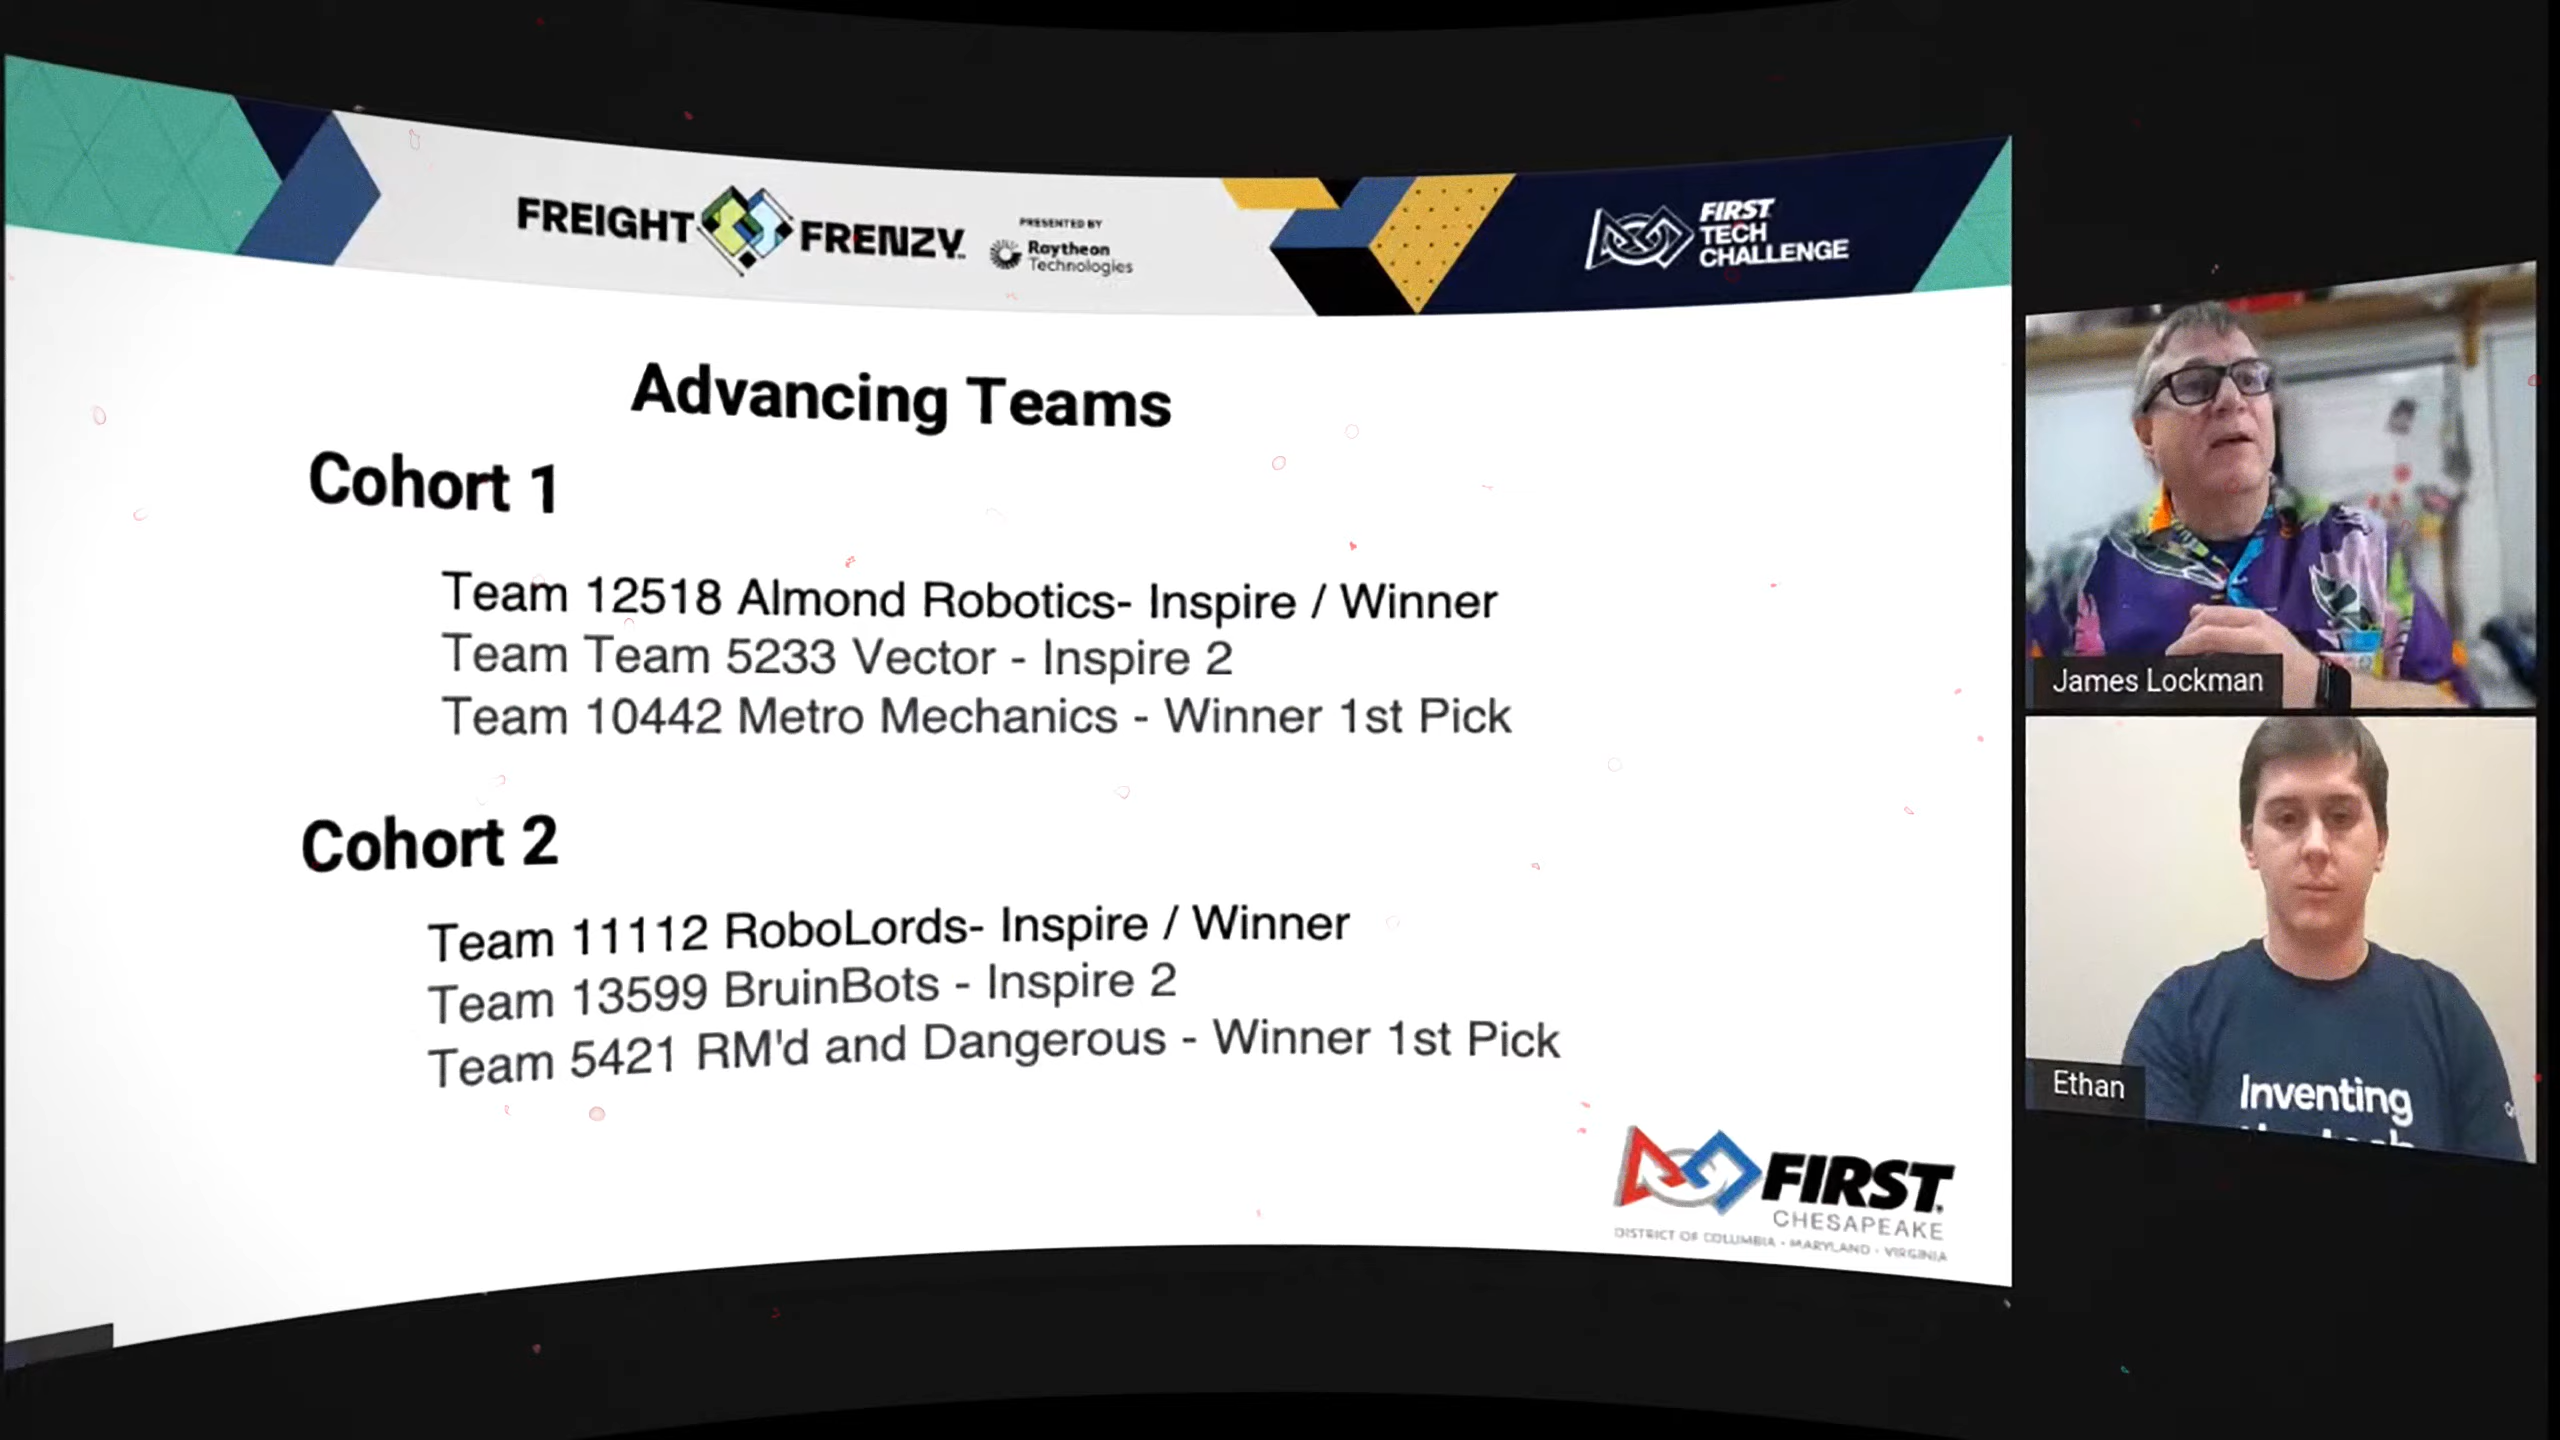 FREIGHT FRENZY
PRESENTED BY
Raytheon
Technologies
FIRST
TECH
CHALLENGE
Advancing Teams
Cohort 1
Team 12518 Almond Robotics- Inspire / Winner
Team Team 5233 Vector - Inspire 2
Team 10442 Metro Mechanics - Winner 1st Pick
Cohort 2
Team 11112 RoboLords- Inspire / Winner
Team 13599 BruinBots - Inspire 2
Team 5421 RM'd and Dangerous - Winner 1st Pick
FIRST
CHESAPEAKE
DISTRICT OF COLUMBIA • MARYLAND • VIRGINIA
James Lockman
Ethan
Inventing